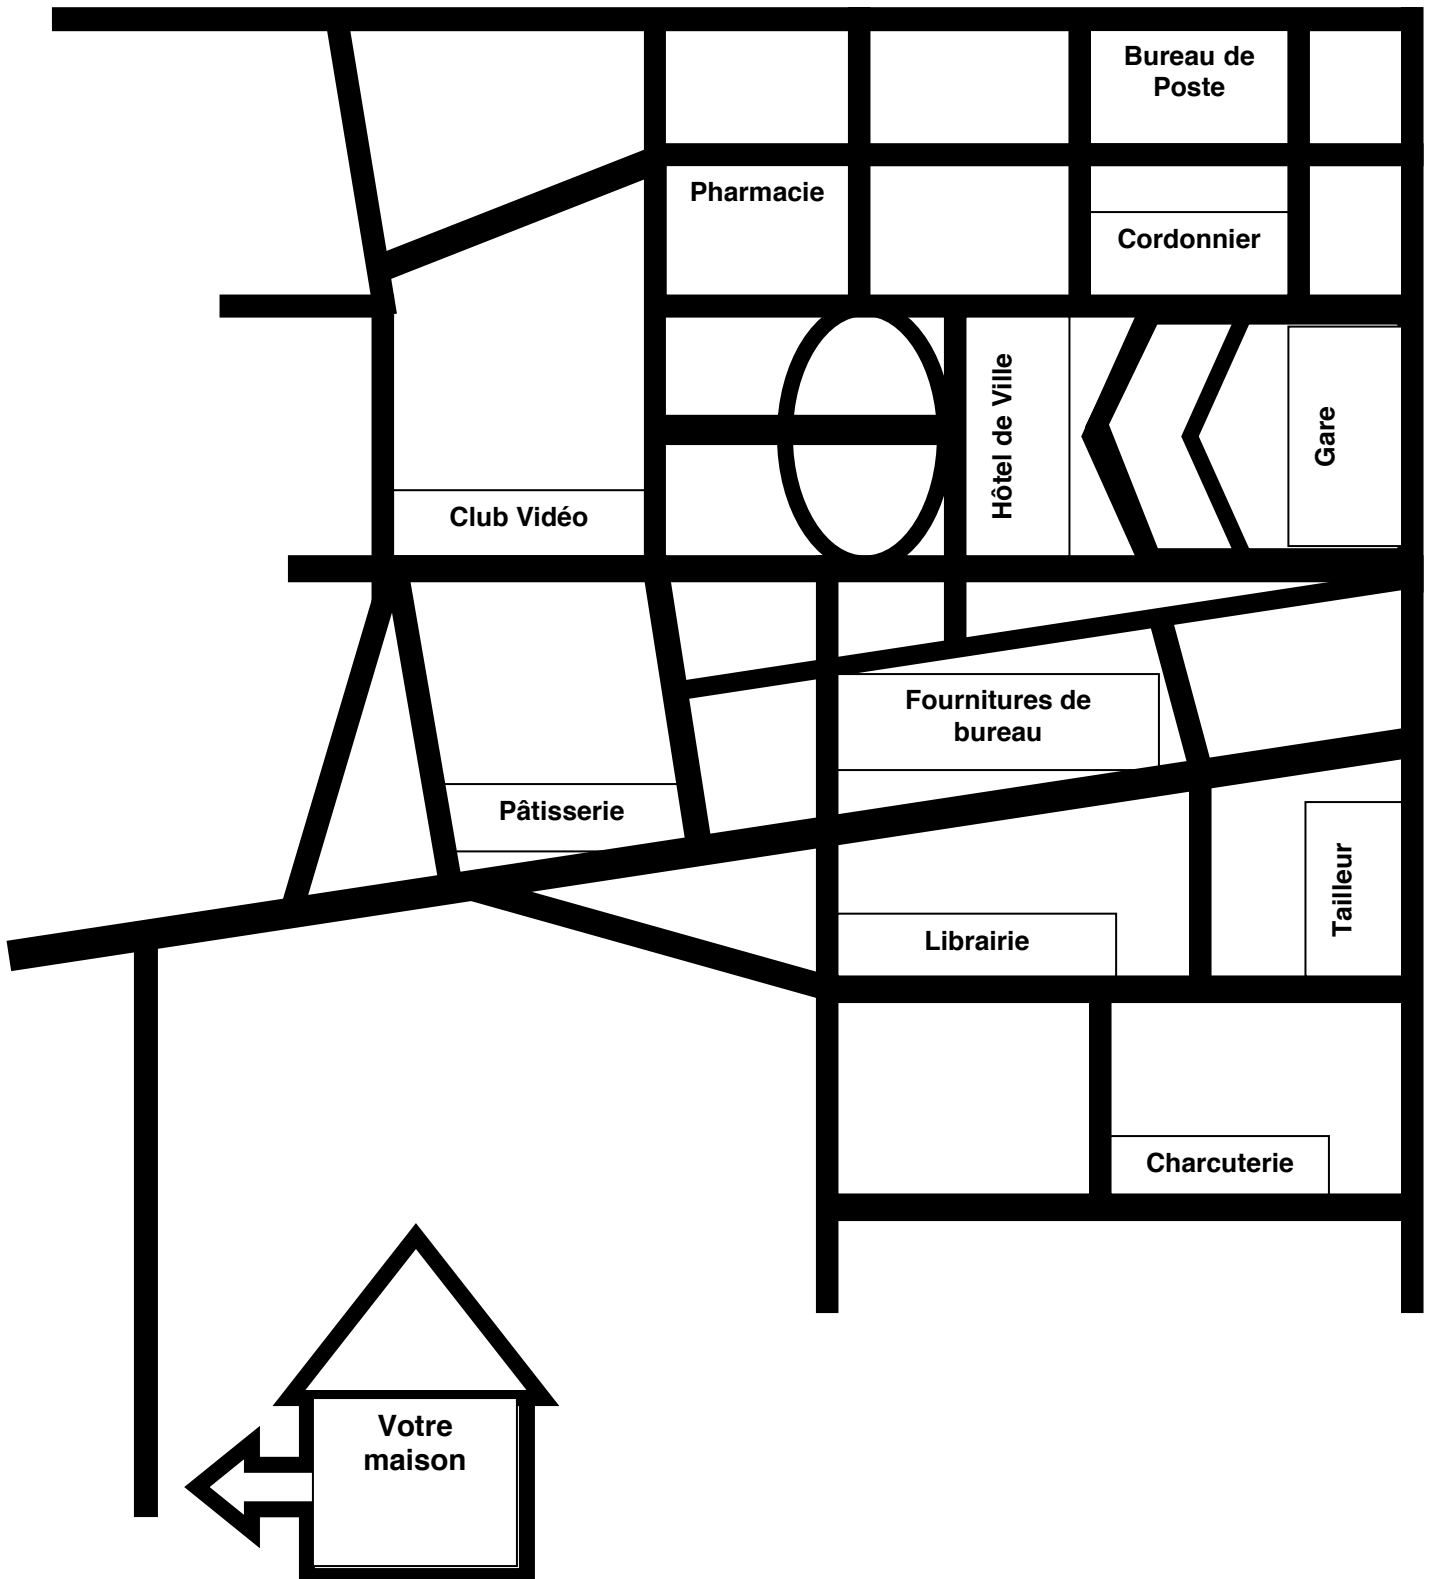 Bureau de
Poste
Pharmacie
Cordonnier
Hôtel de Ville
Gare
Club Vidéo
Fournitures de
bureau
Pâtisserie
Tailleur
Librairie
Charcuterie
Votre
maison